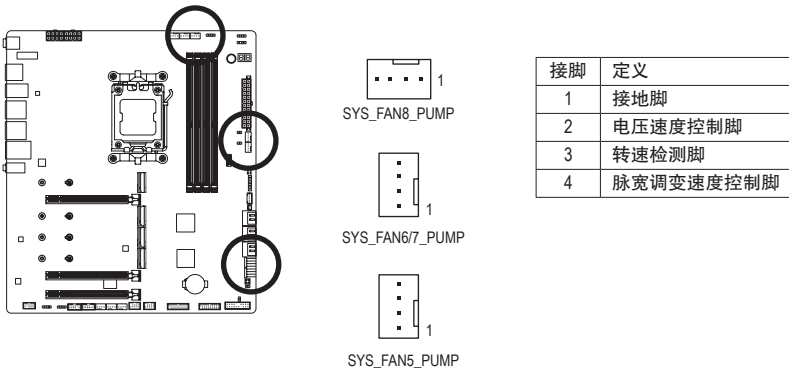 1
SYS_FAN8_PUMP
1
SYS_FAN6/7_PUMP
1
SYS_FAN5_PUMP
接脚 定义
1 接地脚
2 电压速度控制脚
3 转速检测脚
4 脉宽调变速度控制脚